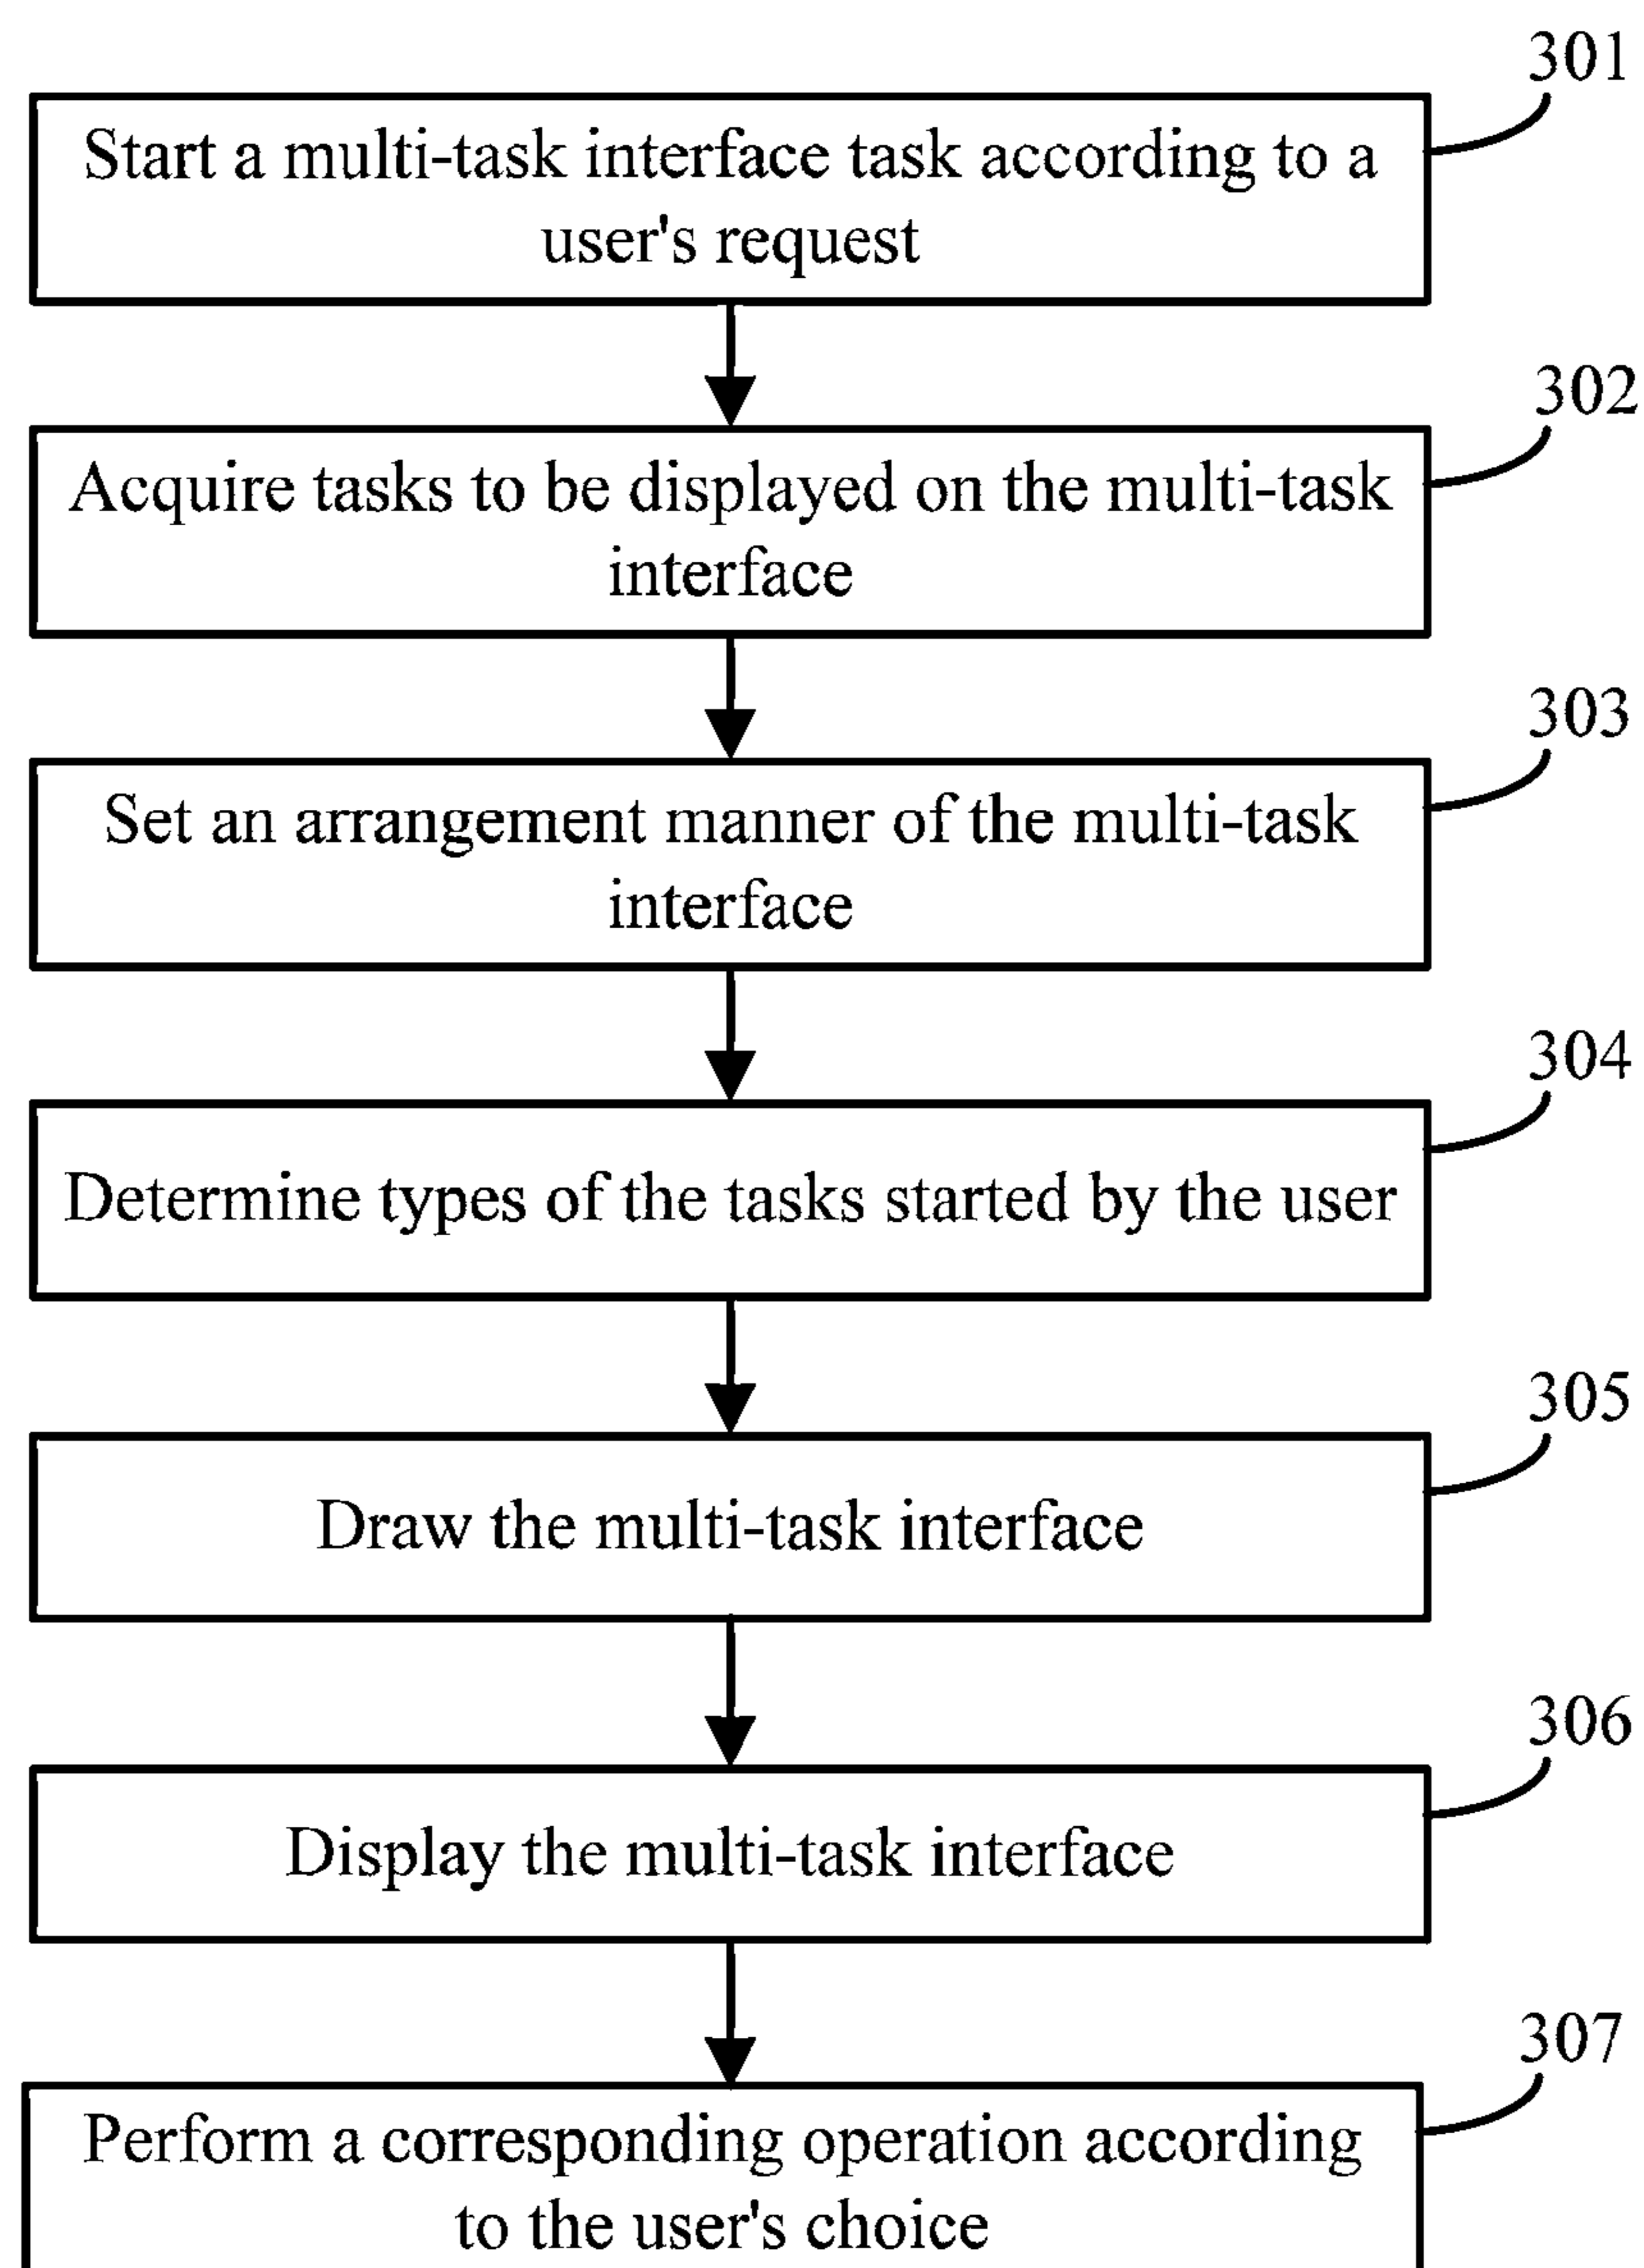 301
Start a multi-task interface task according to a
user's request
302
Acquire tasks to be displayed on the multi-task
interface
303
Set an arrangement manner of the multi-task
interface
304
Determine types of the tasks started by the user
305
Draw the multi-task interface
306
Display the multi-task interface
307
Perform a corresponding operation according
to the user's choice